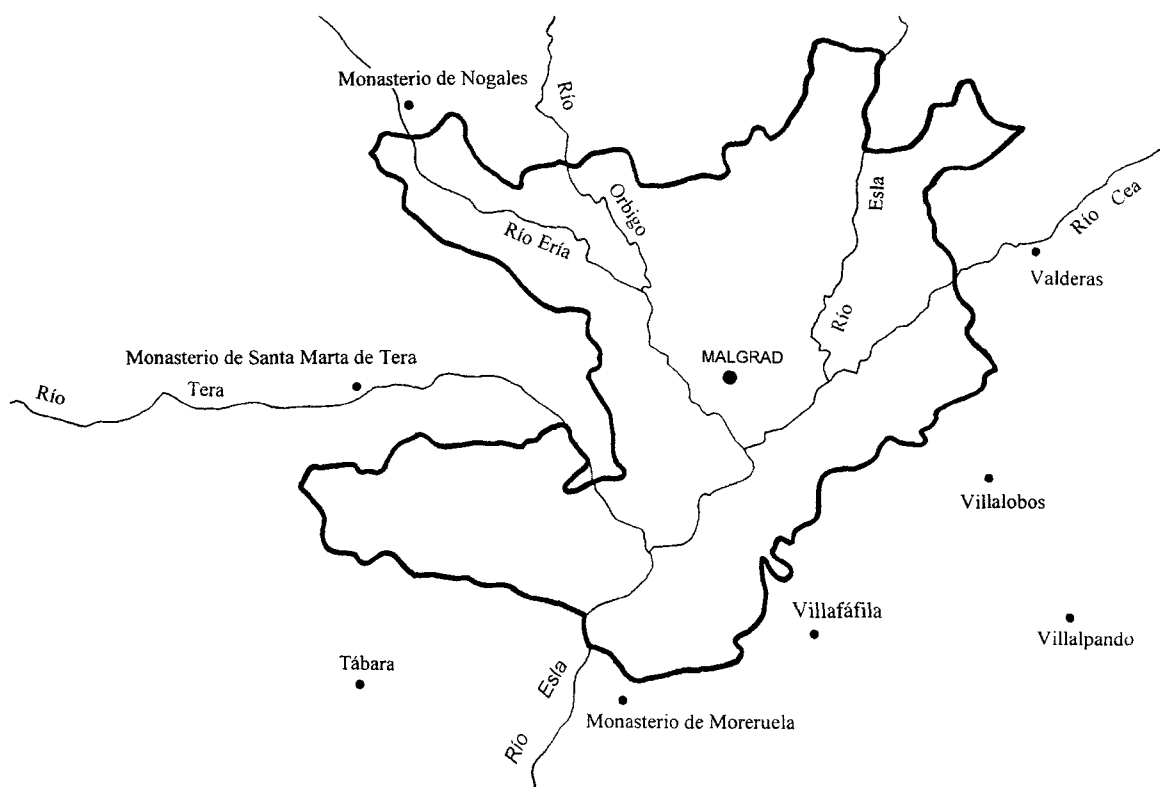 Monasterio de Nogales
Río
Orbigo
Río Ería
Esla
Río
Río Cea
Valderas
MALGRAD
Monasterio de Santa Marta de Tera
Río
Tera
Villalobos
Villafáfila
Villalpando
Tábara
Esla
Río
Monasterio de Moreruela